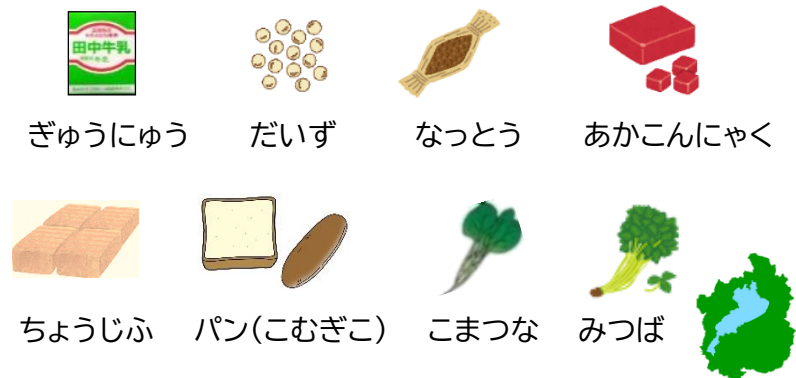 田中牛乳
ぎゅうにゅう だいず なっとう あかこんにゃく
ちょうじふ パン(こむぎこ) こまつな みつば